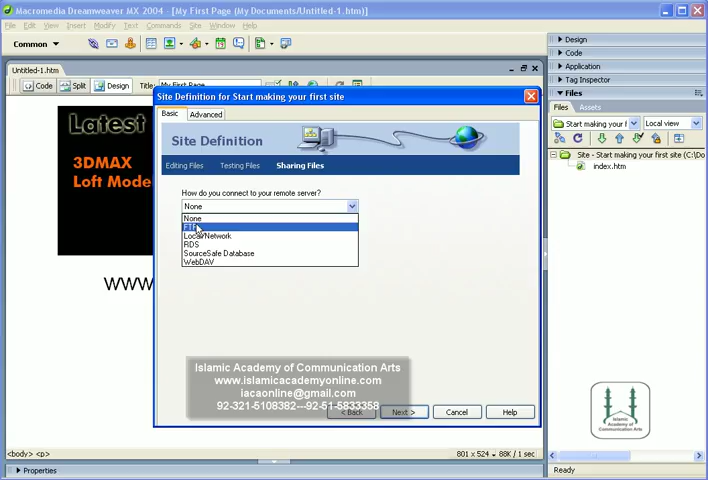 Macromedia Dreamweaver MX 2004 - [My First Page (My Documents/Untitled-1.htm)]
File Edit View Insert Modify Text Commands Site Window Help
Common
Untitled-1.htm
Code Split Design Title: My First Page
Latest
3DMAX
Loft Mode
WWW
Site Definition for Start making your first site
Basic Advanced
Site Definition
Editing Files Testing Files Sharing Files
How do you connect to your remote server?
None
None
FTP
Local/Network
RDS
SourceSafe Database
WebDAV
Islamic Academy of Communication Arts
www.islamicacademyonline.com
iacaonline@gmail.com
92-321-5108382---92-51-5833358
< Back Next > Cancel Help
Design
Code
Application
Tag Inspector
Files
Files Assets
Start making your f Local view
Site - Start making your first site (C:\Do
index.htm
Islamic
Academy of
Communication Arts
<body> <p> 801 x 524 88K / 1 sec
Ready
Properties